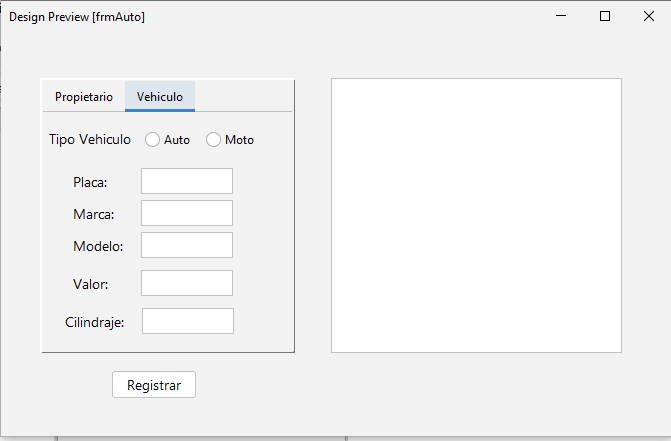 Design Preview [frmAuto]
Propietario Vehiculo
Tipo Vehiculo Auto Moto
Placa:
Marca:
Modelo:
Valor:
Cilindraje:
Registrar